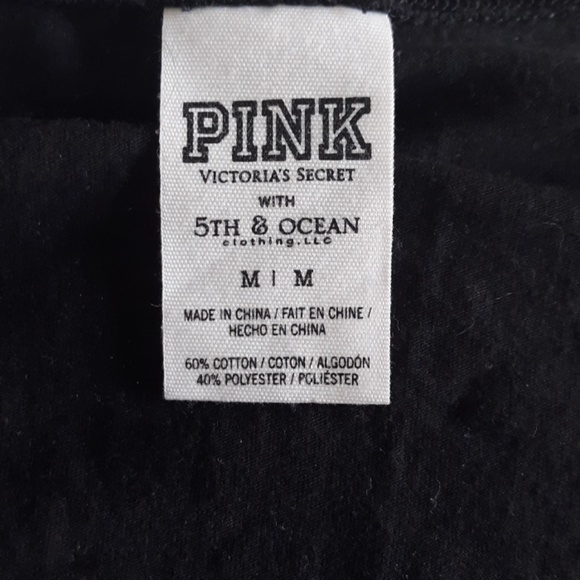 PINK
VICTORIA'S SECRET
WITH
5TH & OCEAN
clothing.LLC
M | M
MADE IN CHINA / FAIT EN CHINE /
HECHO EN CHINA
60% COTTON / COTON / ALGODÓN
40% POLYESTER / POLIÉSTER